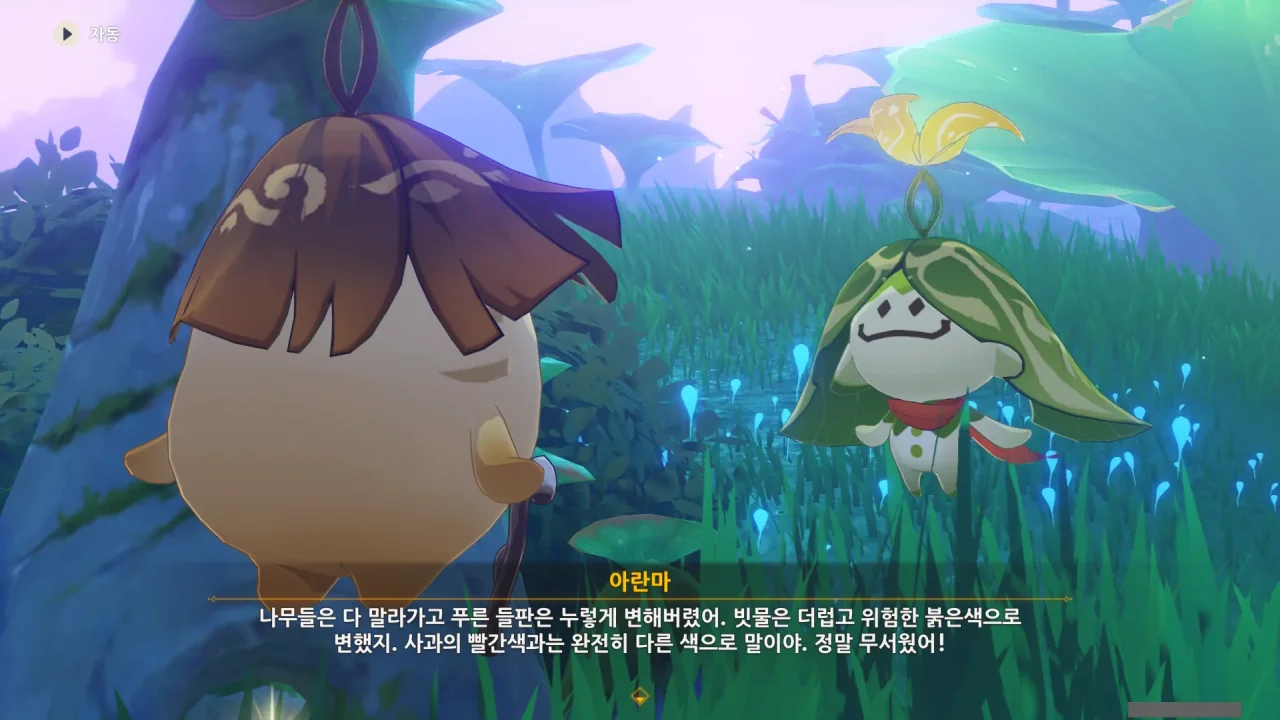 자동
아란마
나무들은 다 말라가고 푸른 들판은 누렇게 변해버렸어. 빗물은 더럽고 위험한 붉은색으로
변했지. 사과의 빨간색과는 완전히 다른 색으로 말이야. 정말 무서웠어!